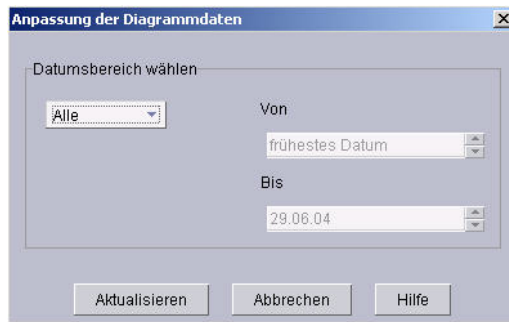 Anpassung der Diagrammdaten
Datumsbereich wählen
Alle
Von
frühestes Datum
Bis
29.06.04
Aktualisieren
Abbrechen
Hilfe